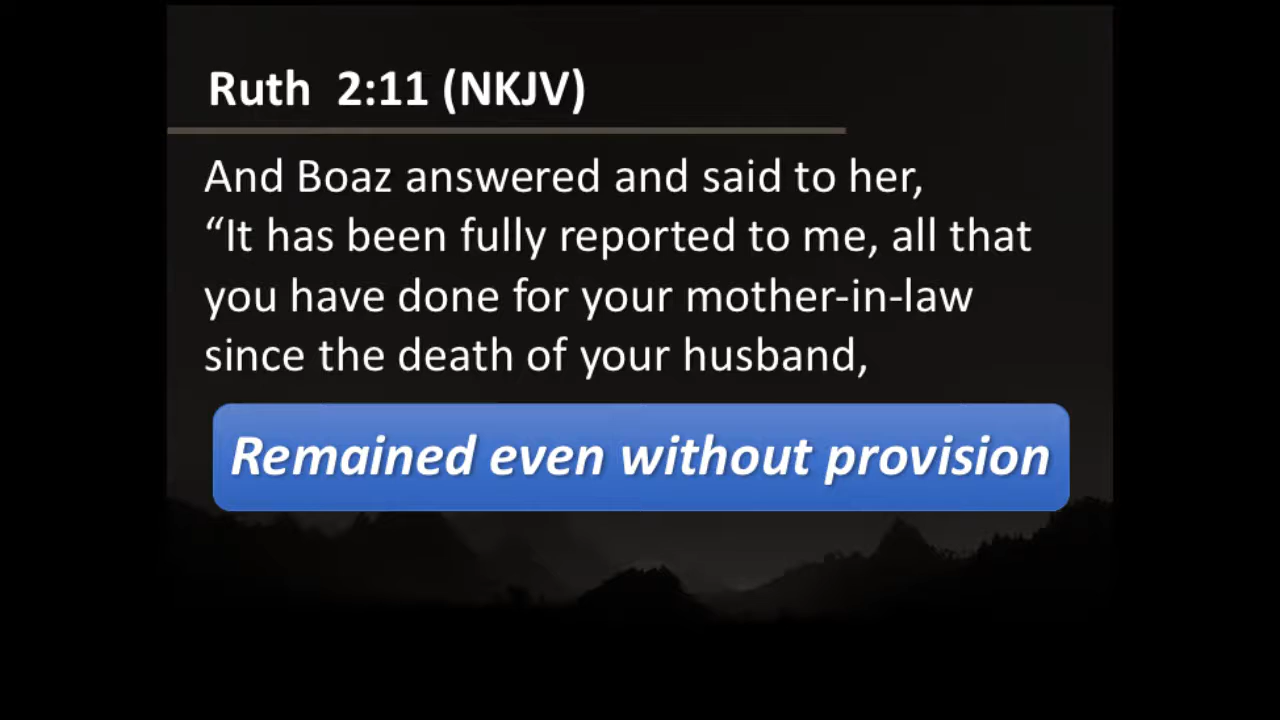 Ruth  2:11 (NKJV)
And Boaz answered and said to her,
“It has been fully reported to me, all that
you have done for your mother-in-law
since the death of your husband,
Remained even without provision